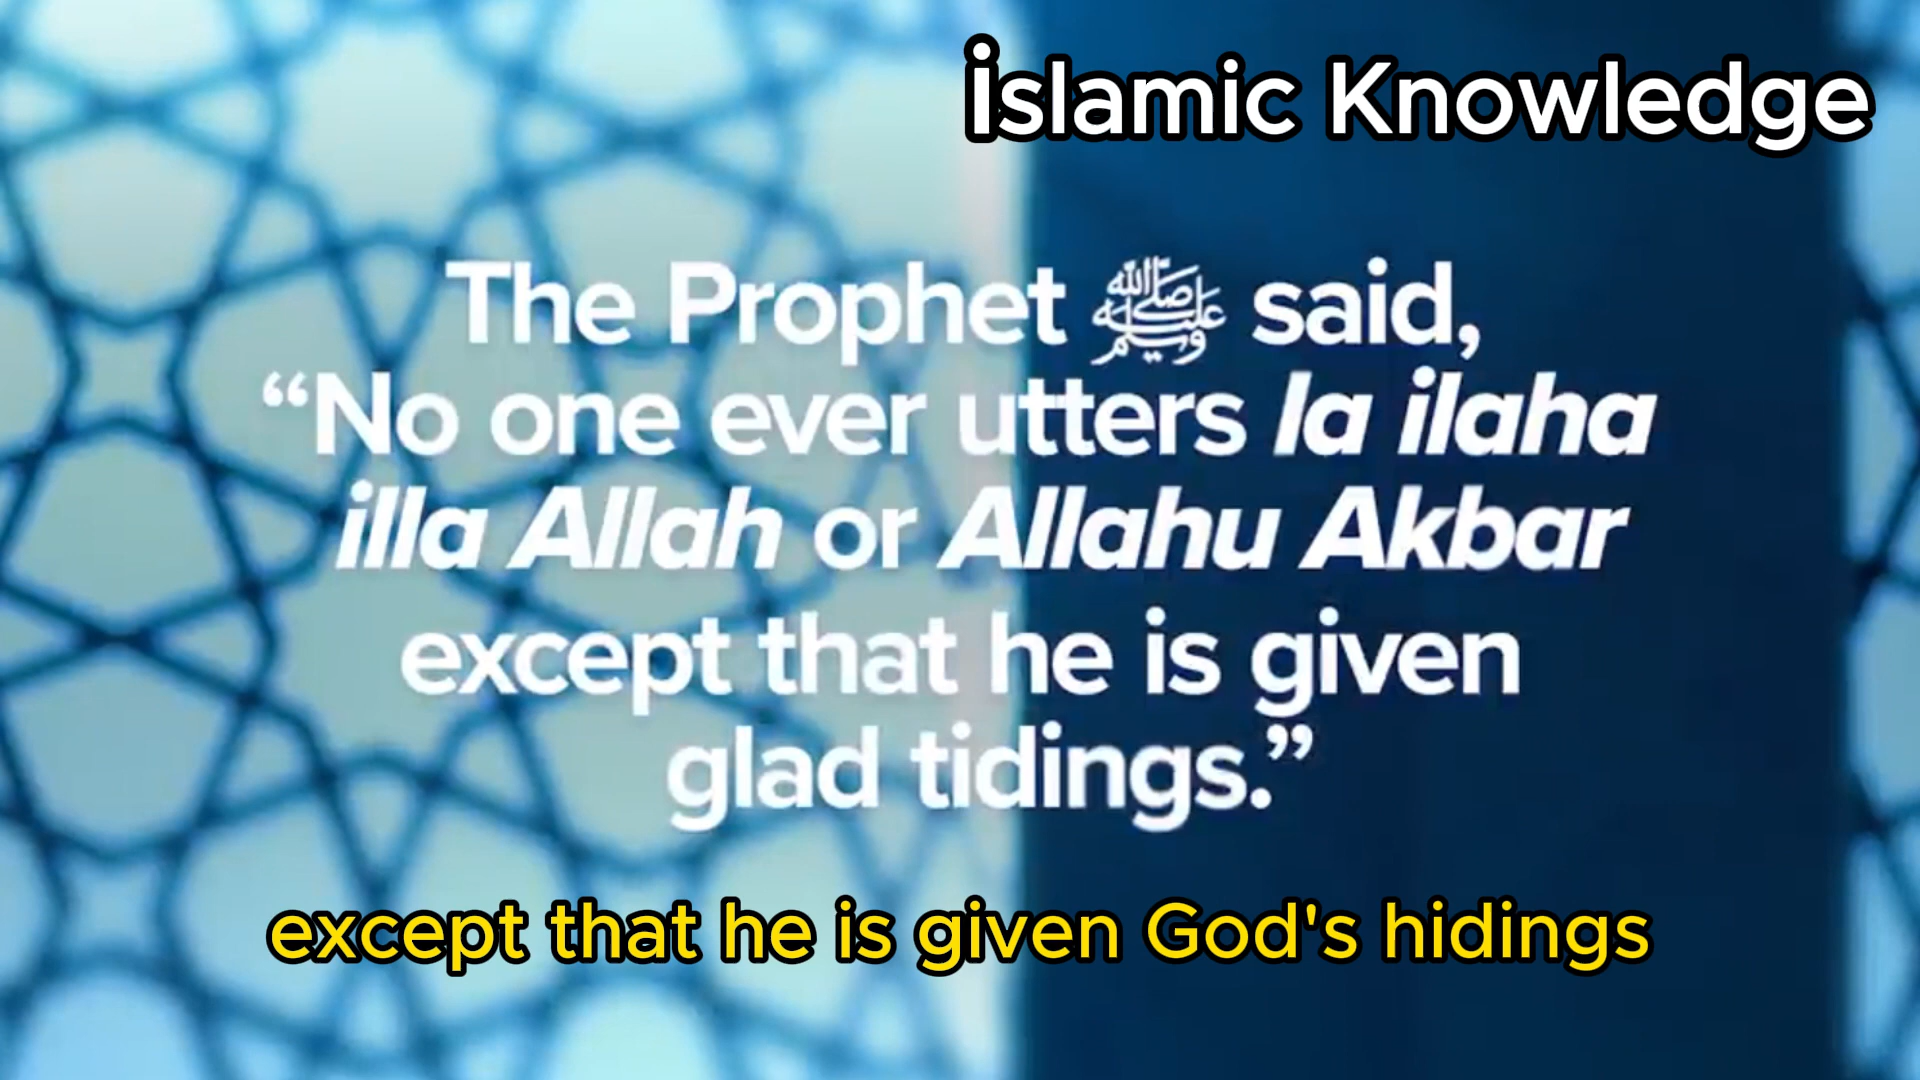 İslamic Knowledge
The Prophet ﷺ said,
“No one ever utters la ilaha
illa Allah or Allahu Akbar
except that he is given
glad tidings.”
except that he is given God's hidings